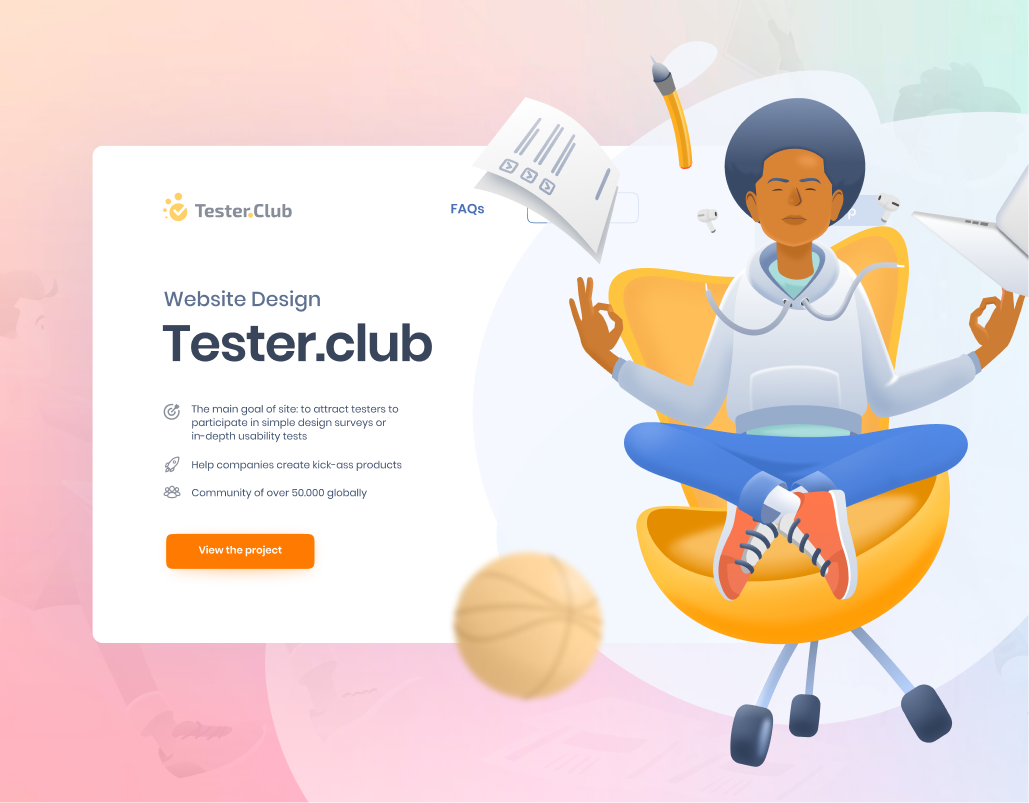 Tester.Club
FAQs
Website Design
Tester.club
The main goal of site: to attract testers to
participate in simple design surveys or
in-depth usability tests
Help companies create kick-ass products
Community of over 50.000 globally
View the project